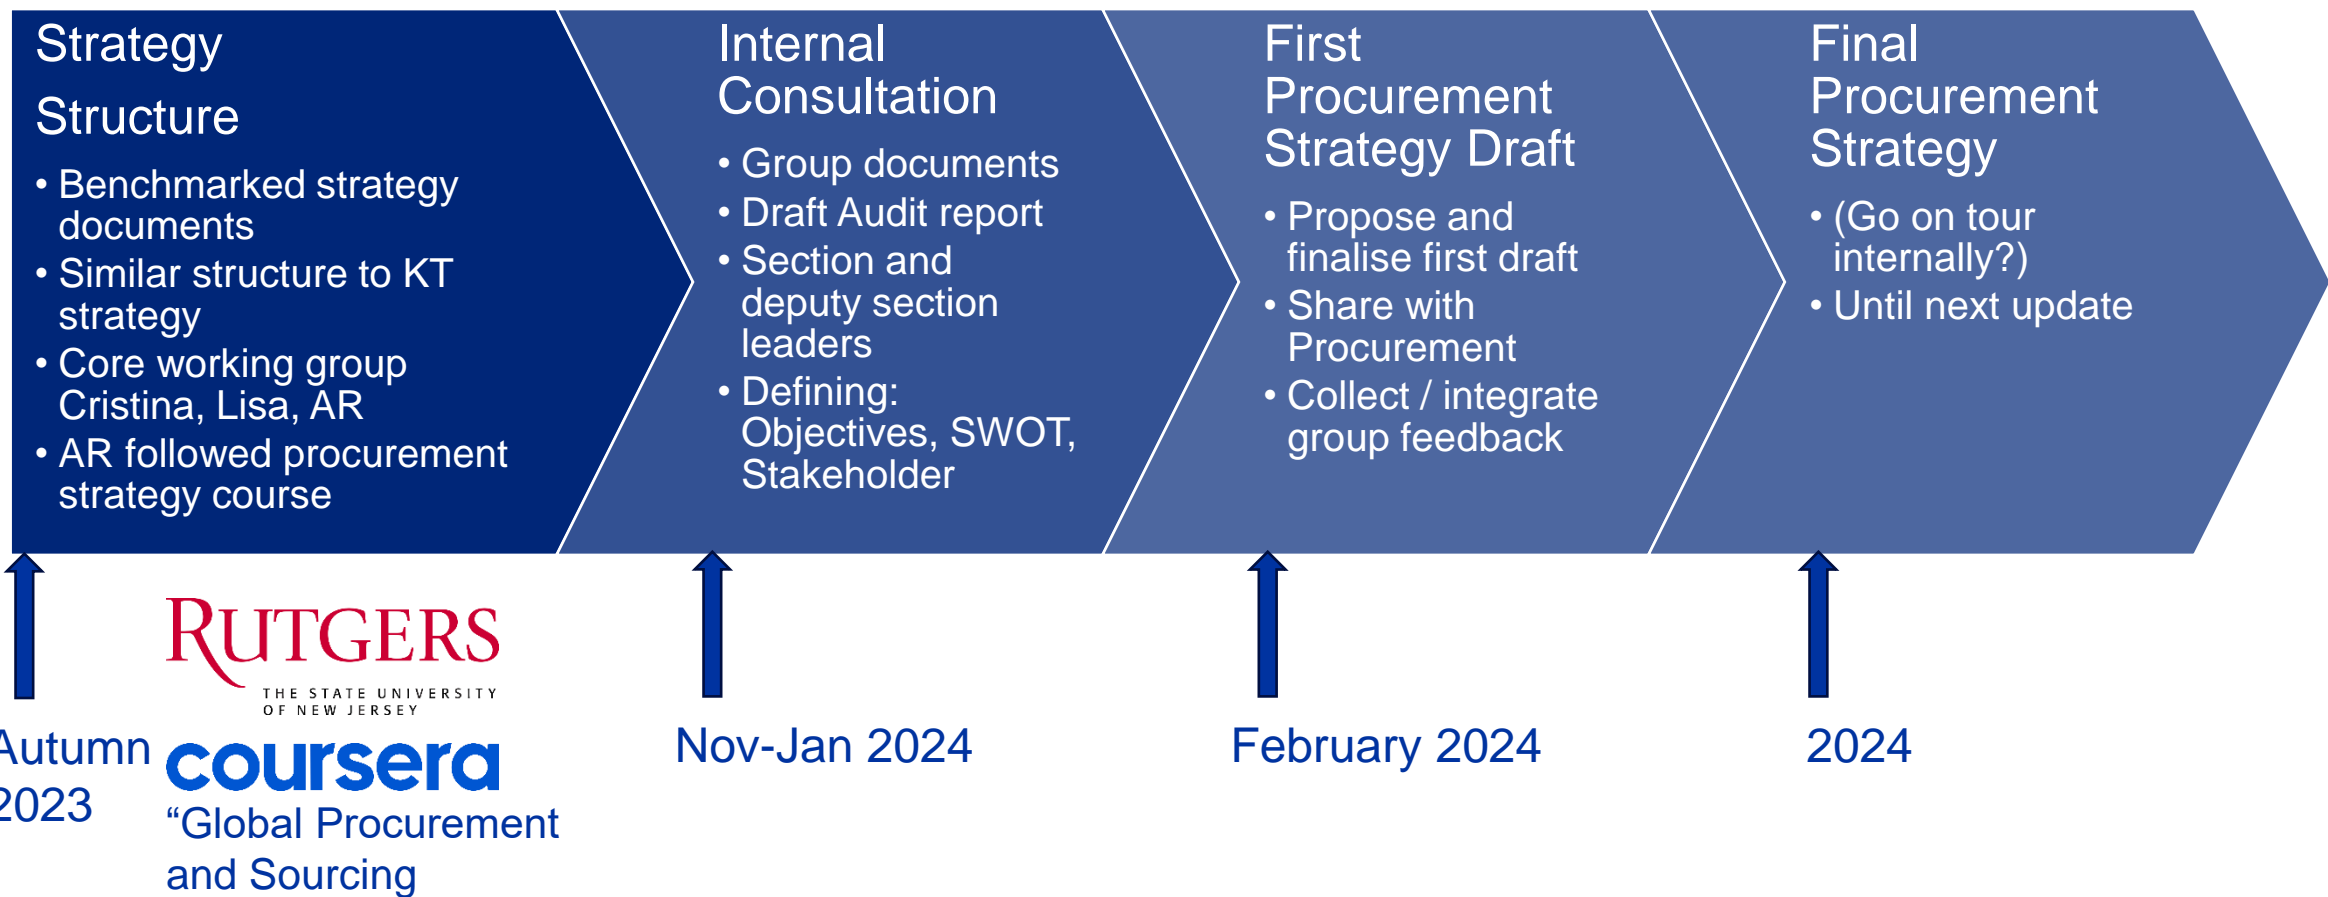 Strategy
Structure
• Benchmarked strategy
documents
• Similar structure to KT
strategy
• Core working group
Cristina, Lisa, AR
• AR followed procurement
strategy course
Internal
Consultation
• Group documents
• Draft Audit report
• Section and
deputy section
leaders
• Defining:
Objectives, SWOT,
Stakeholder
First
Procurement
Strategy Draft
• Propose and
finalise first draft
• Share with
Procurement
• Collect / integrate
group feedback
Final
Procurement
Strategy
• (Go on tour
internally?)
• Until next update
Autumn
2023
RUTGERS
THE STATE UNIVERSITY
OF NEW JERSEY
coursera
“Global Procurement
and Sourcing
Nov-Jan 2024
February 2024
2024